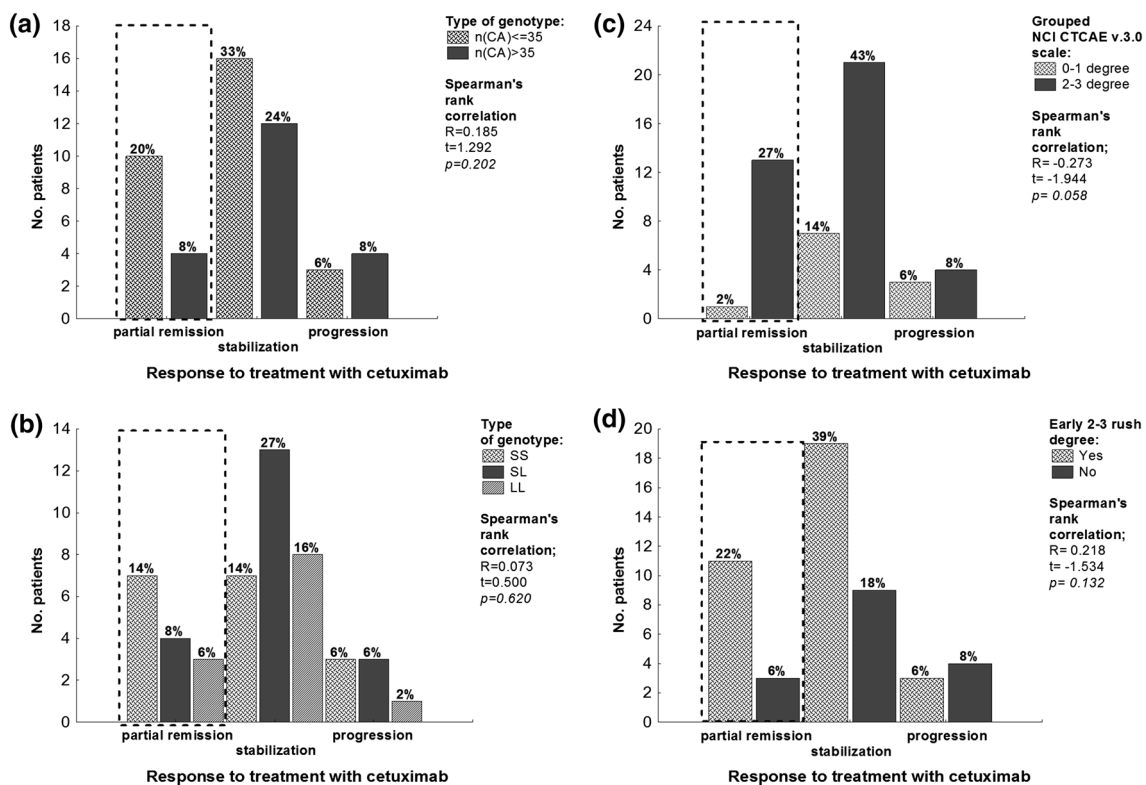 (a)
18
16
14
12
10
8
6
4
2
0
No. patients
20%
8%
33%
24%
6%
8%
partial remission
stabilization
progression
Response to treatment with cetuximab
Type of genotype:
n(CA)<=35
n(CA)>35
Spearman's
rank
correlation
R=0.185
t=1.292
p=0.202
(c)
24
20
16
12
8
4
0
No. patients
2%
27%
14%
43%
6%
8%
partial remission
stabilization
progression
Response to treatment with cetuximab
Grouped
NCI CTCAE v.3.0
scale:
0-1 degree
2-3 degree
Spearman's
rank
correlation;
R= -0.273
t= -1.944
p= 0.058
(b)
14
12
10
8
6
4
2
0
No. patients
14%
8%
6%
14%
27%
16%
6%
6%
2%
partial remission
stabilization
progression
Response to treatment with cetuximab
Type
of genotype:
SS
SL
LL
Spearman's
rank
correlation;
R=0.073
t=0.500
p=0.620
(d)
20
18
16
14
12
10
8
6
4
2
0
No. patients
22%
6%
39%
18%
6%
8%
partial remission
stabilization
progression
Response to treatment with cetuximab
Early 2-3 rush
degree:
Yes
No
Spearman's
rank
correlation;
R= 0.218
t= -1.534
p= 0.132